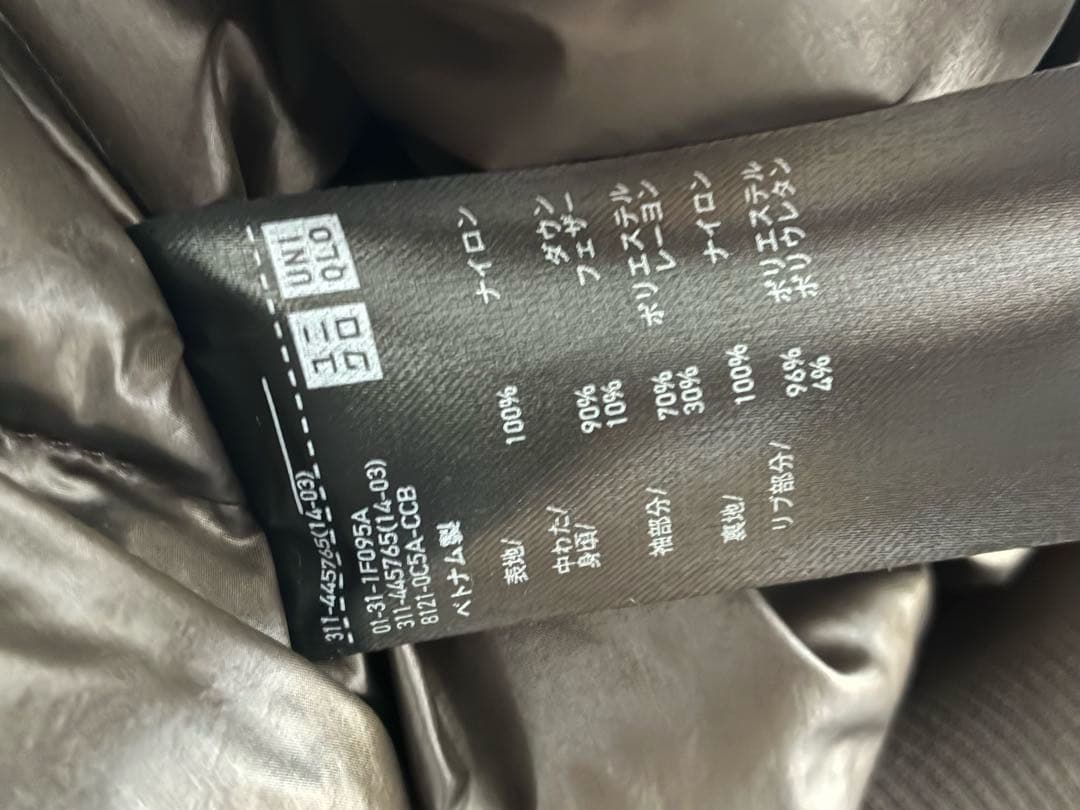 311-445765(14-03)
ユニ
クロ
UNI
QLO
01-31-1F095A
311-445765(14-03)
8121-0C5A-CCB
ベトナム製
表地/ 100% ナイロン
中わた/
身頃/ 90% ダウン
10% フェザー
袖部分/ 70% ポリエステル
30% レーヨン
裏地/ 100% ナイロン
リブ部分/ 96% ポリエステル
4% ポリウレタン